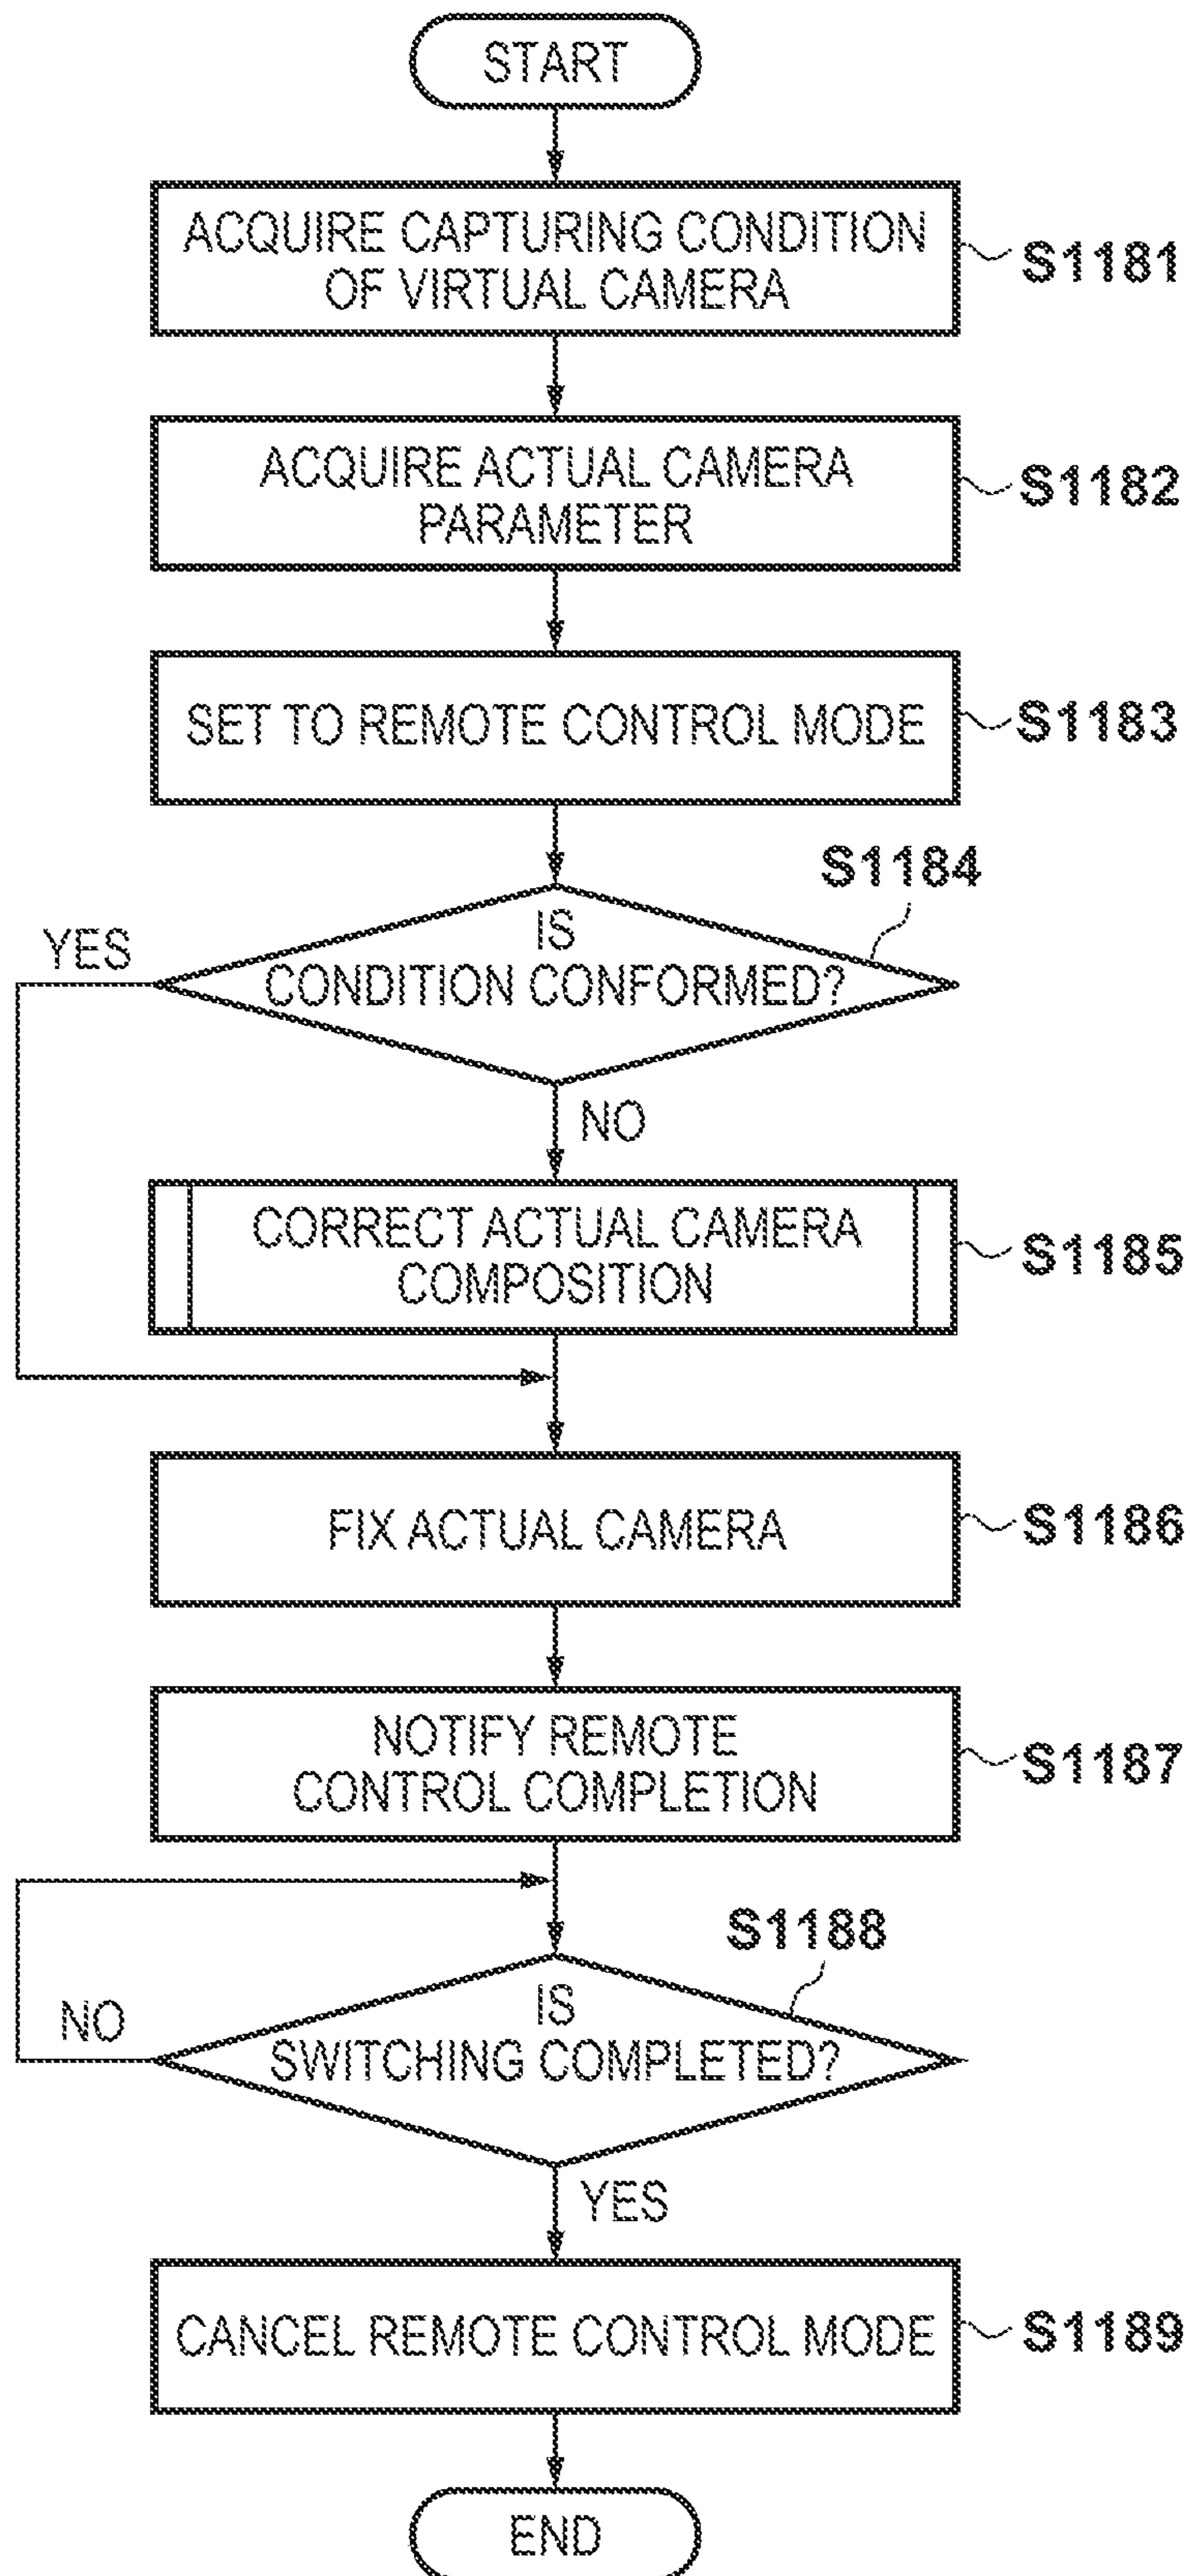 START
ACQUIRE CAPTURING CONDITION
OF VIRTUAL CAMERA
S1181
ACQUIRE ACTUAL CAMERA
PARAMETER
S1182
SET TO REMOTE CONTROL MODE
S1183
S1184
YES
IS
CONDITION CONFORMED?
NO
CORRECT ACTUAL CAMERA
COMPOSITION
S1185
FIX ACTUAL CAMERA
S1186
NOTIFY REMOTE
CONTROL COMPLETION
S1187
S1188
NO
IS
SWITCHING COMPLETED?
YES
CANCEL REMOTE CONTROL MODE
S1189
END